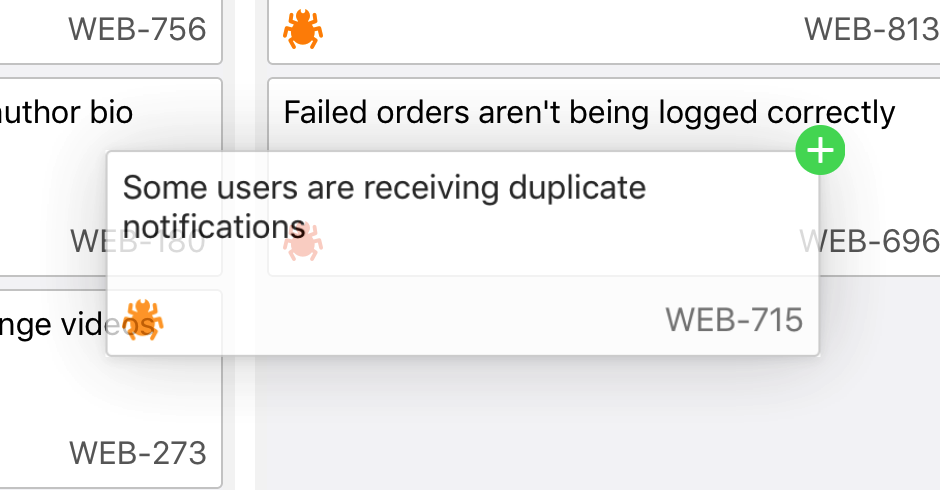 WEB-756
WEB-813
author bio
Failed orders aren't being logged correctly
Some users are receiving duplicate
notifications
WEB-180
WEB-696
nge videos
WEB-715
WEB-273